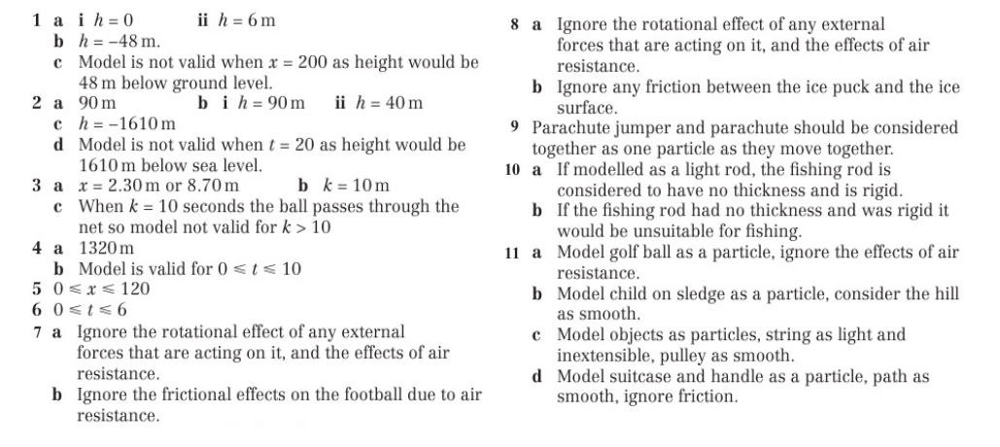 1 a i h = 0 ii h = 6 m
b h = −48 m.
c Model is not valid when x = 200 as height would be
48 m below ground level.
2 a 90 m b i h = 90 m ii h = 40 m
c h = −1610 m
d Model is not valid when t = 20 as height would be
1610 m below sea level.
3 a x = 2.30 m or 8.70 m b k = 10 m
c When k = 10 seconds the ball passes through the
net so model not valid for k > 10
4 a 1320 m
b Model is valid for 0 ⩽ t ⩽ 10
5 0 ⩽ x ⩽ 120
6 0 ⩽ t ⩽ 6
7 a Ignore the rotational effect of any external
forces that are acting on it, and the effects of air
resistance.
b Ignore the frictional effects on the football due to air
resistance.
8 a Ignore the rotational effect of any external
forces that are acting on it, and the effects of air
resistance.
b Ignore any friction between the ice puck and the ice
surface.
9 Parachute jumper and parachute should be considered
together as one particle as they move together.
10 a If modelled as a light rod, the fishing rod is
considered to have no thickness and is rigid.
b If the fishing rod had no thickness and was rigid it
would be unsuitable for fishing.
11 a Model golf ball as a particle, ignore the effects of air
resistance.
b Model child on sledge as a particle, consider the hill
as smooth.
c Model objects as particles, string as light and
inextensible, pulley as smooth.
d Model suitcase and handle as a particle, path as
smooth, ignore friction.